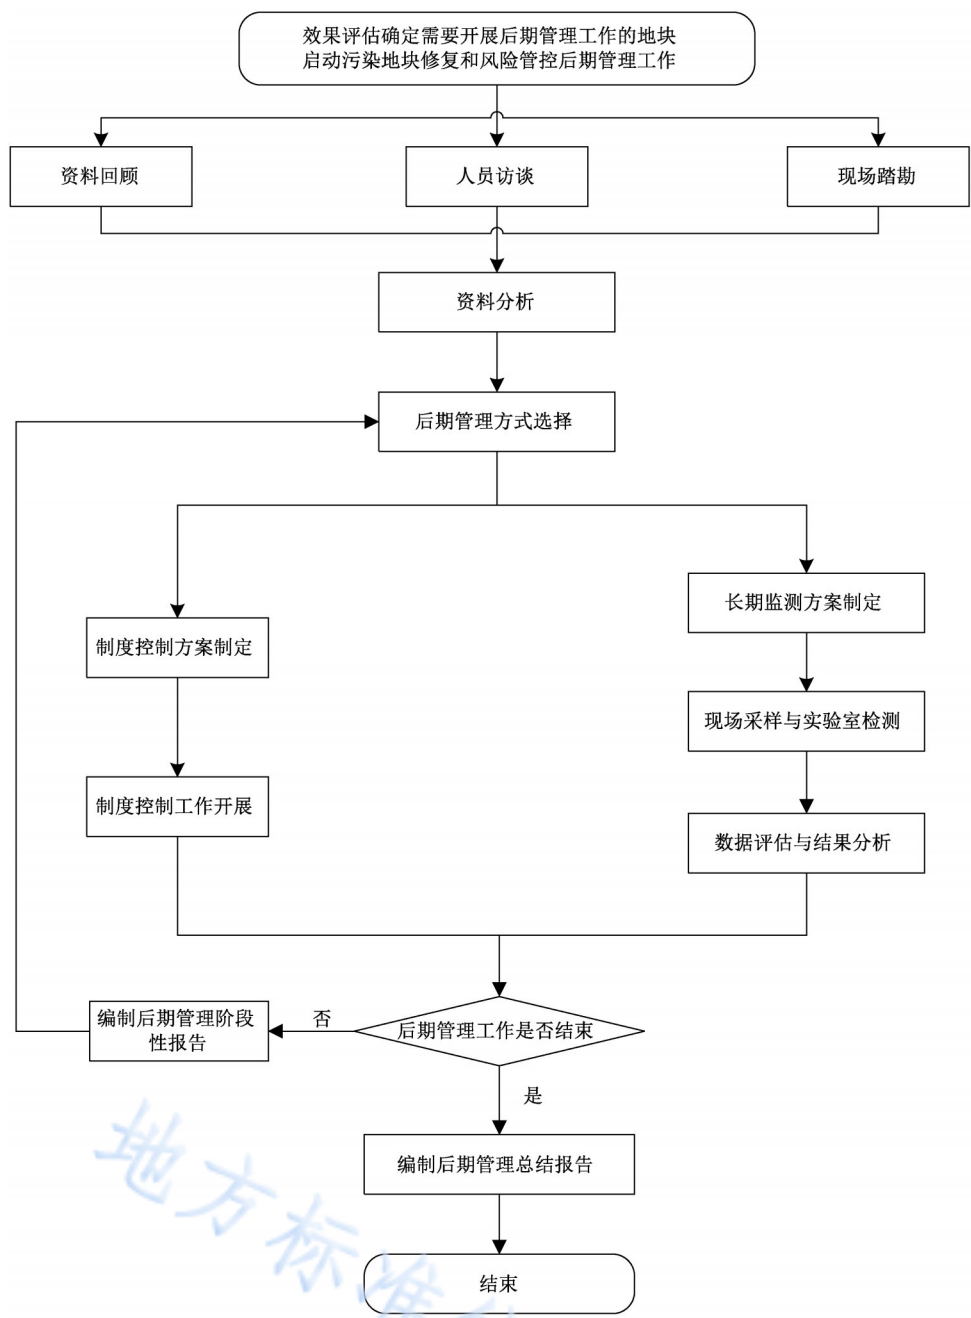 效果评估确定需要开展后期管理工作的地块
启动污染地块修复和风险管控后期管理工作
资料回顾
人员访谈
现场踏勘
资料分析
后期管理方式选择
长期监测方案制定
制度控制方案制定
现场采样与实验室检测
制度控制工作开展
数据评估与结果分析
编制后期管理阶段
性报告
否
后期管理工作是否结束
是
编制后期管理总结报告
结束
地方标准